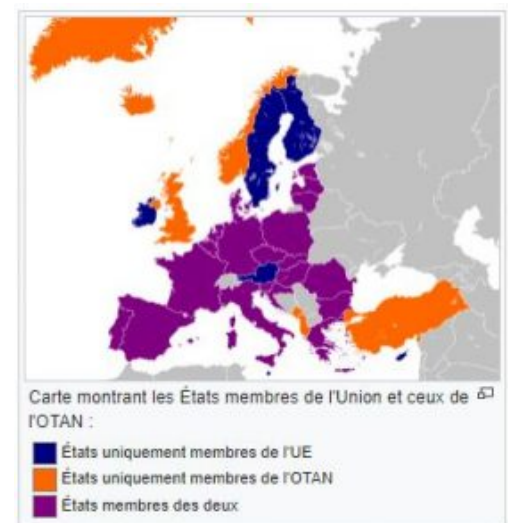 Carte montrant les États membres de l'Union et ceux de
l'OTAN :
États uniquement membres de l'UE
États uniquement membres de l'OTAN
États membres des deux